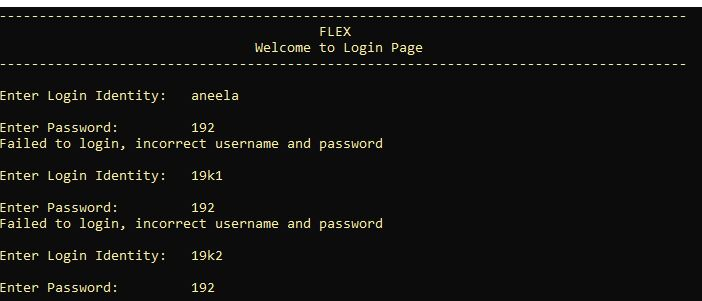 --------------------------------------------------------------------------------------
FLEX
Welcome to Login Page
--------------------------------------------------------------------------------------
Enter Login Identity:   aneela
Enter Password:         192
Failed to login, incorrect username and password
Enter Login Identity:   19k1
Enter Password:         192
Failed to login, incorrect username and password
Enter Login Identity:   19k2
Enter Password:         192